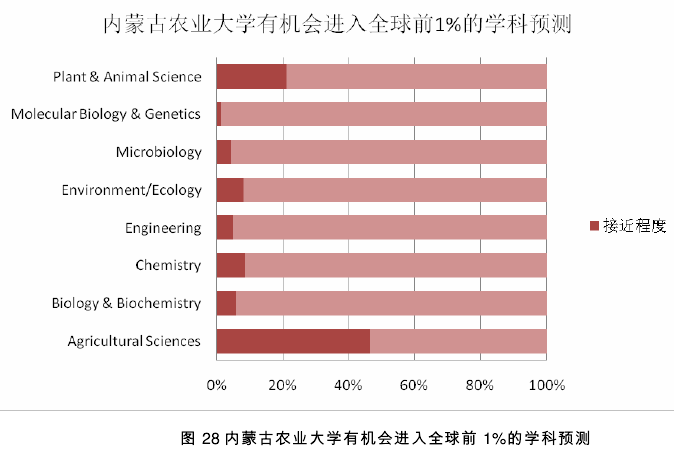 内蒙古农业大学有机会进入全球前1%的学科预测
Plant & Animal Science
Molecular Biology & Genetics
Microbiology
Environment/Ecology
Engineering
Chemistry
Biology & Biochemistry
Agricultural Sciences
接近程度
0% 20% 40% 60% 80% 100%
图 28 内蒙古农业大学有机会进入全球前 1%的学科预测